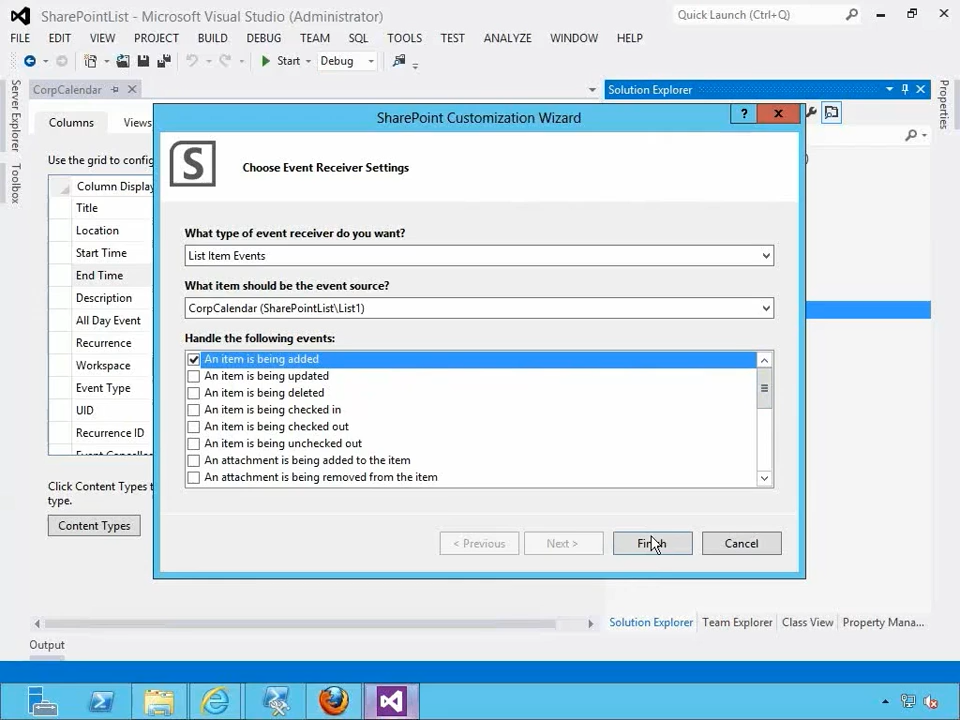 SharePointList - Microsoft Visual Studio (Administrator)
Quick Launch (Ctrl+Q)
FILE EDIT VIEW PROJECT BUILD DEBUG TEAM SQL TOOLS TEST ANALYZE WINDOW HELP
Start Debug
Server Explorer
Toolbox
CorpCalendar
Solution Explorer
Properties
Columns Views
Use the grid to config
Column Displa
Title
Location
Start Time
End Time
Description
All Day Event
Recurrence
Workspace
Event Type
UID
Recurrence ID
Click Content Types t
type.
Content Types
SharePoint Customization Wizard
?
S
Choose Event Receiver Settings
What type of event receiver do you want?
List Item Events
What item should be the event source?
CorpCalendar (SharePointList\List1)
Handle the following events:
An item is being added
An item is being updated
An item is being deleted
An item is being checked in
An item is being checked out
An item is being unchecked out
An attachment is being added to the item
An attachment is being removed from the item
< Previous Next > Finish Cancel
Solution Explorer Team Explorer Class View Property Mana...
Output